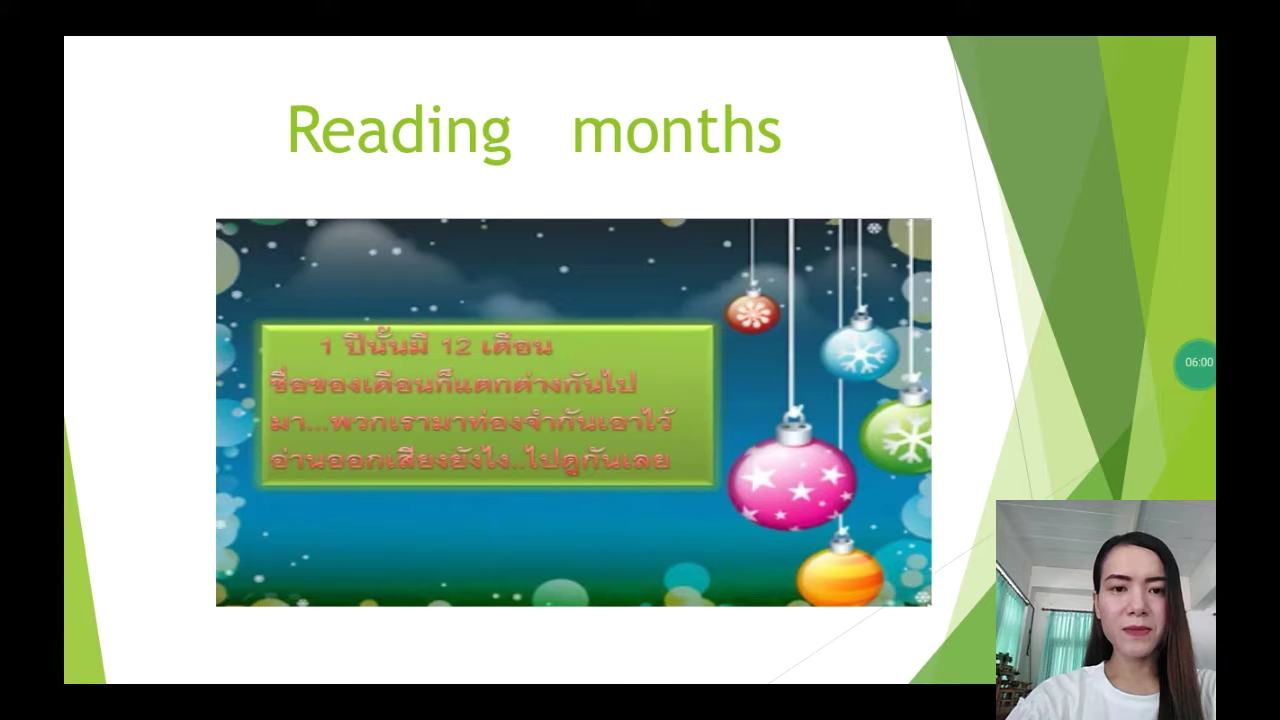 Reading months
1 ปีนั้นมี 12 เดือน
ชื่อของเดือนก็แตกต่างกันไป
มา...พวกเรามาท่องจำกันเอาไว้
อ่านออกเสียงยังไง..ไปดูกันเลย
06:00